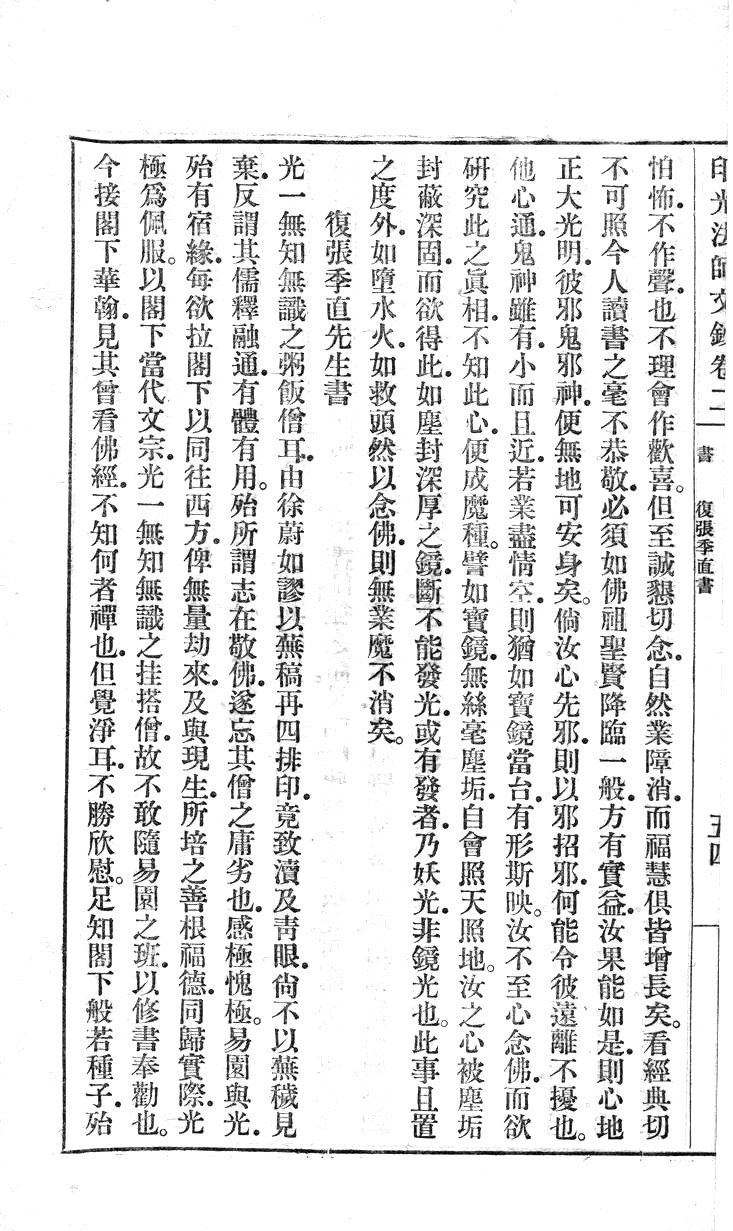 印光法師文鈔卷二　書　復張季直書　五四
怕怖.不作聲.也不理會作歡喜。但至誠懇切念.自然業障消.而福慧俱皆增長矣。看經典切
不可照今人讀書之毫不恭敬.必須如佛祖聖賢降臨一般.方有實益.汝果能如是.則心地
正大光明.彼邪鬼邪神.便無地可安身矣。倘汝心先邪.則以邪招邪.何能令彼遠離不擾也。
他心通.鬼神雖有.小而且近.若業盡情空.則猶如寶鏡當台.有形斯映。汝不至心念佛.而欲
研究此之眞相.不知此心.便成魔種。譬如寶鏡.無絲毫塵垢.自會照天照地。汝之心被塵垢
封蔽深固.而欲得此.如塵封深厚之鏡.斷不能發光.或有發者.乃妖光.非鏡光也。此事且置
之度外.如墮水火.如救頭然.以念佛.則無業魔不消矣。
復張季直先生書
光一無知無識之粥飯僧耳.由徐蔚如謬以蕪稿再四排印.竟致瀆及靑眼.尙不以蕪穢見
棄.反謂其儒釋融通.有體有用。殆所謂志在敬佛.遂忘其僧之庸劣也.感極愧極。易園與光.
殆有宿緣.每欲拉閣下以同往西方.俾無量劫來.及與現生.所培之善根福德.同歸實際.光
極爲佩服。以閣下當代文宗.光一無知無識之挂搭僧.故不敢隨易園之班.以修書奉勸也。
今接閣下華翰.見其曾看佛經.不知何者禪也.但覺淨耳.不勝欣慰。足知閣下般若種子.殆